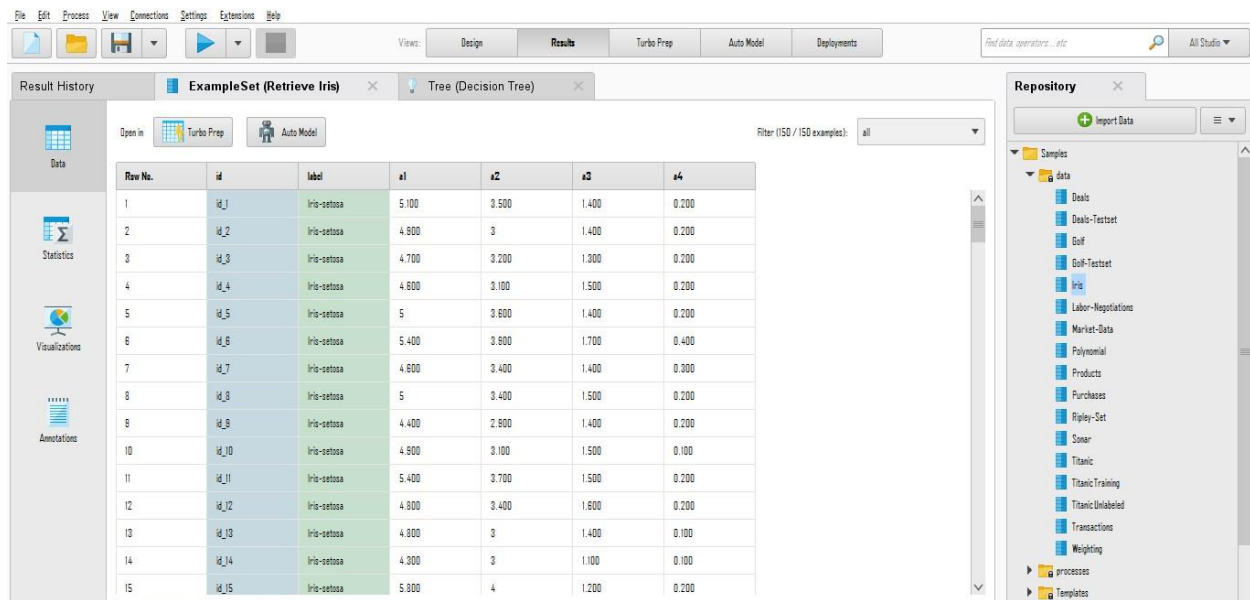 File Edit Process View Connections Settings Extensions Help
Views: Design Results Turbo Prep Auto Model Deployments Find data, operators...etc All Studio
Result History ExampleSet (Retrieve Iris) Tree (Decision Tree) Repository
Open in Turbo Prep Auto Model Filter (150 / 150 examples): all
Import Data
Data
Statistics
Visualizations
Annotations
Row No. id label a1 a2 a3 a4
1 id_1 Iris-setosa 5.100 3.500 1.400 0.200
2 id_2 Iris-setosa 4.900 3 1.400 0.200
3 id_3 Iris-setosa 4.700 3.200 1.300 0.200
4 id_4 Iris-setosa 4.600 3.100 1.500 0.200
5 id_5 Iris-setosa 5 3.600 1.400 0.200
6 id_6 Iris-setosa 5.400 3.900 1.700 0.400
7 id_7 Iris-setosa 4.600 3.400 1.400 0.300
8 id_8 Iris-setosa 5 3.400 1.500 0.200
9 id_9 Iris-setosa 4.400 2.900 1.400 0.200
10 id_10 Iris-setosa 4.900 3.100 1.500 0.100
11 id_11 Iris-setosa 5.400 3.700 1.500 0.200
12 id_12 Iris-setosa 4.800 3.400 1.600 0.200
13 id_13 Iris-setosa 4.800 3 1.400 0.100
14 id_14 Iris-setosa 4.300 3 1.100 0.100
15 id_15 Iris-setosa 5.800 4 1.200 0.200
Samples
data
Deals
Deals-Testset
Golf
Golf-Testset
Iris
Labor-Negotiations
Market-Data
Polynomial
Products
Purchases
Ripley-Set
Sonar
Titanic
Titanic Training
Titanic Unlabeled
Transactions
Weighting
processes
Templates